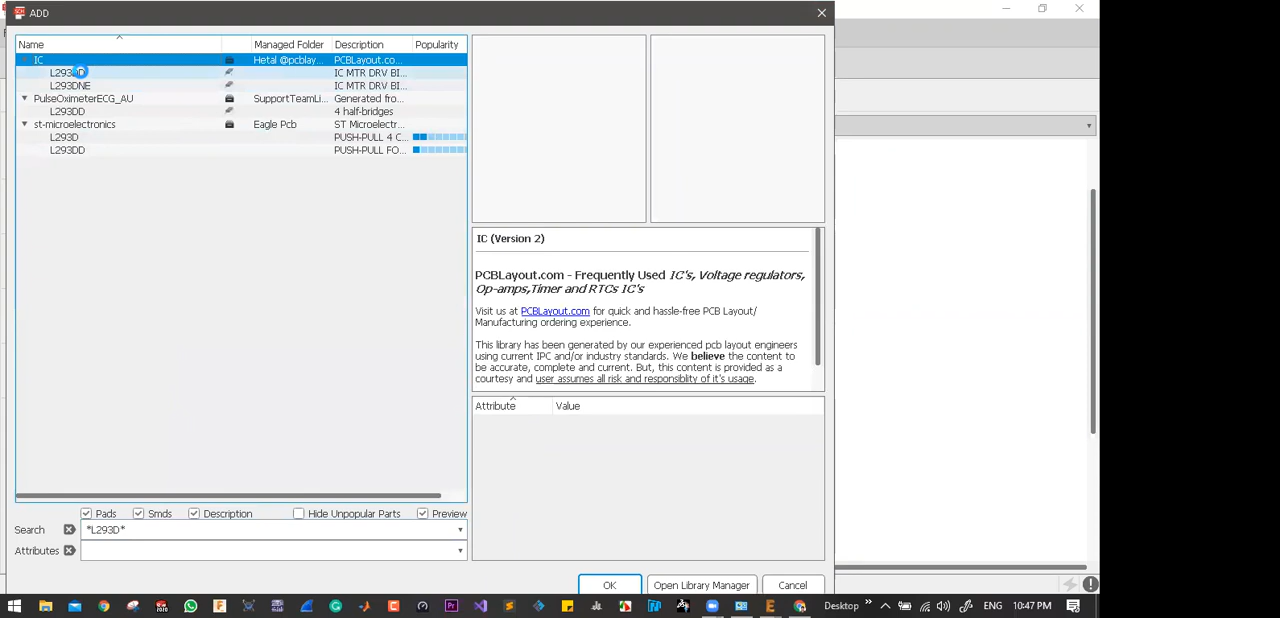 ADD
Name Managed Folder Description Popularity
IC Hetal @pcblay... PCBLayout.co...
IC MTR DRV BI...
L293DNE IC MTR DRV BI...
PulseOximeterECG_AU SupportTeamLi... Generated fro...
L293DD 4 half-bridges
st-microelectronics Eagle Pcb ST Microelectr...
L293D PUSH-PULL 4 C...
L293DD PUSH-PULL FO...
IC (Version 2)
PCBLayout.com - Frequently Used IC's, Voltage regulators,
Op-amps,Timer and RTCs IC's
Visit us at PCBLayout.com for quick and hassle-free PCB Layout/
Manufacturing ordering experience.
This library has been generated by our experienced pcb layout engineers
using current IPC and/or industry standards. We believe the content to
be accurate, complete and current. But, this content is provided as a
courtesy and user assumes all risk and responsiblity of it's usage.
Attribute Value
Pads Smds Description Hide Unpopular Parts Preview
Search *L293D*
Attributes
OK Open Library Manager Cancel
Desktop ENG 10:47 PM